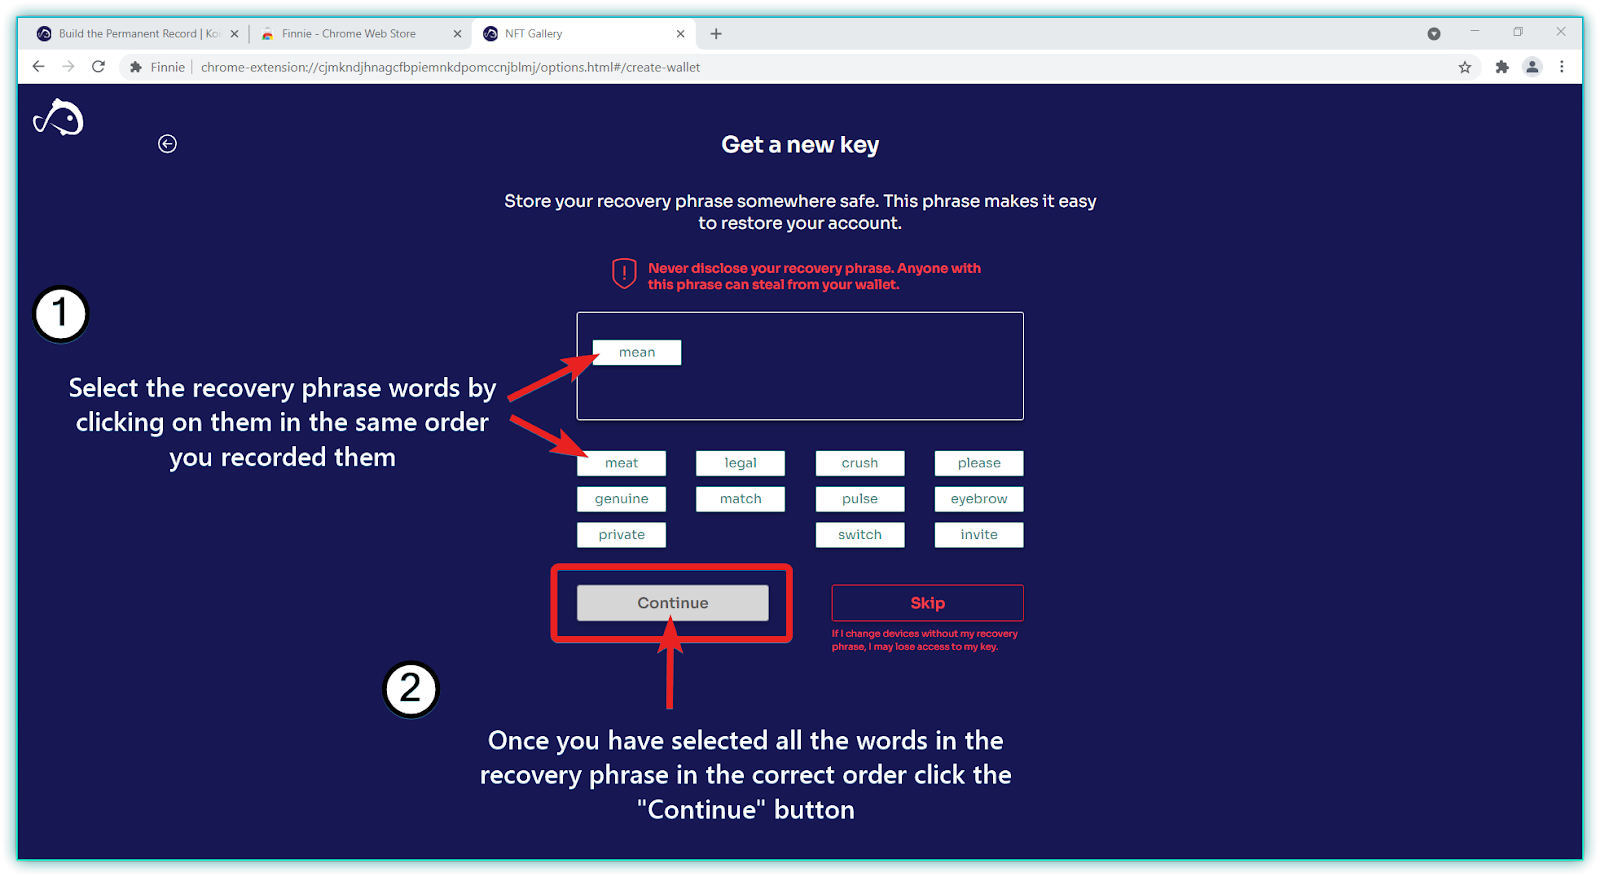 Build the Permanent Record | Ko
Finnie - Chrome Web Store
NFT Gallery
Finnie
chrome-extension://cjmkndjhnagcfbpiemnkdpomccnjblmj/options.html#/create-wallet
Get a new key
Store your recovery phrase somewhere safe. This phrase makes it easy
to restore your account.
Never disclose your recovery phrase. Anyone with
this phrase can steal from your wallet.
1
mean
Select the recovery phrase words by
clicking on them in the same order
you recorded them
meat legal crush please
genuine match pulse eyebrow
private switch invite
Continue
Skip
If I change devices without my recovery
phrase, I may lose access to my key.
2
Once you have selected all the words in the
recovery phrase in the correct order click the
"Continue" button